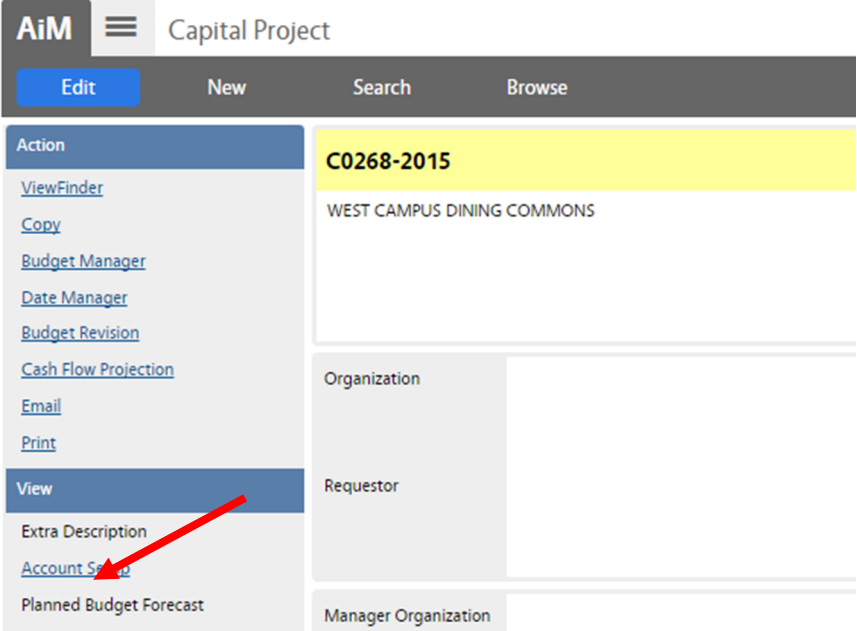 AiM
Capital Project
Edit New Search Browse
Action
ViewFinder
Copy
Budget Manager
Date Manager
Budget Revision
Cash Flow Projection
Email
Print
View
Extra Description
Account Setup
Planned Budget Forecast
C0268-2015
WEST CAMPUS DINING COMMONS
Organization
Requestor
Manager Organization